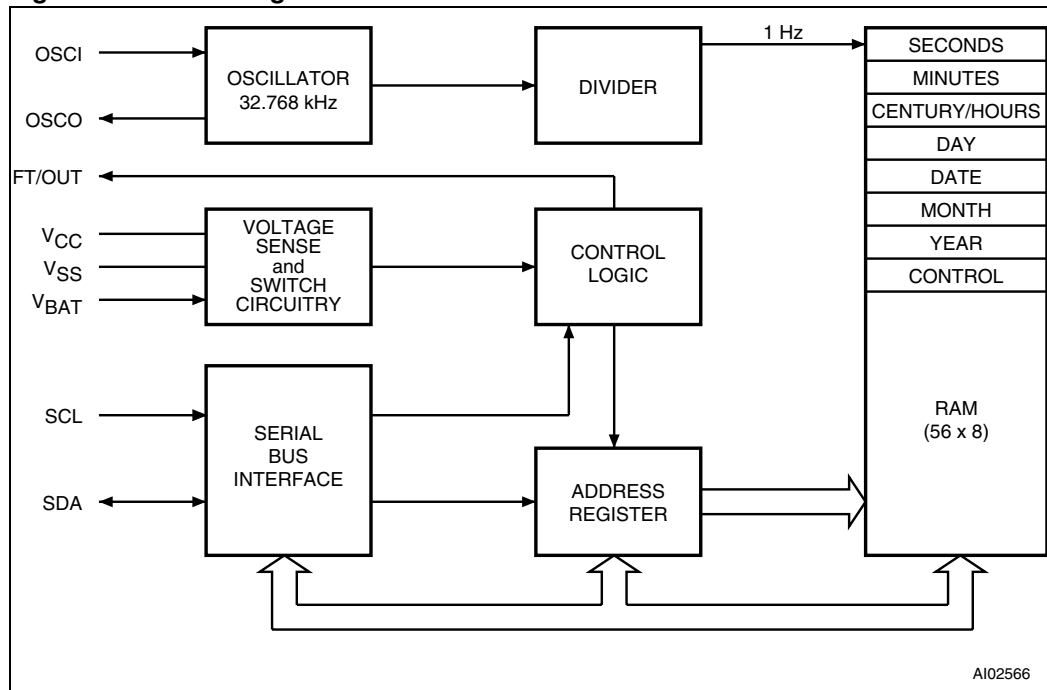 OSCI
OSCO
FT/OUT
VCC
VSS
VBAT
SCL
SDA
OSCILLATOR
32.768 kHz
DIVIDER
1 Hz
VOLTAGE
SENSE
and
SWITCH
CIRCUITRY
CONTROL
LOGIC
SERIAL
BUS
INTERFACE
ADDRESS
REGISTER
SECONDS
MINUTES
CENTURY/HOURS
DAY
DATE
MONTH
YEAR
CONTROL
RAM
(56 x 8)
AI02566